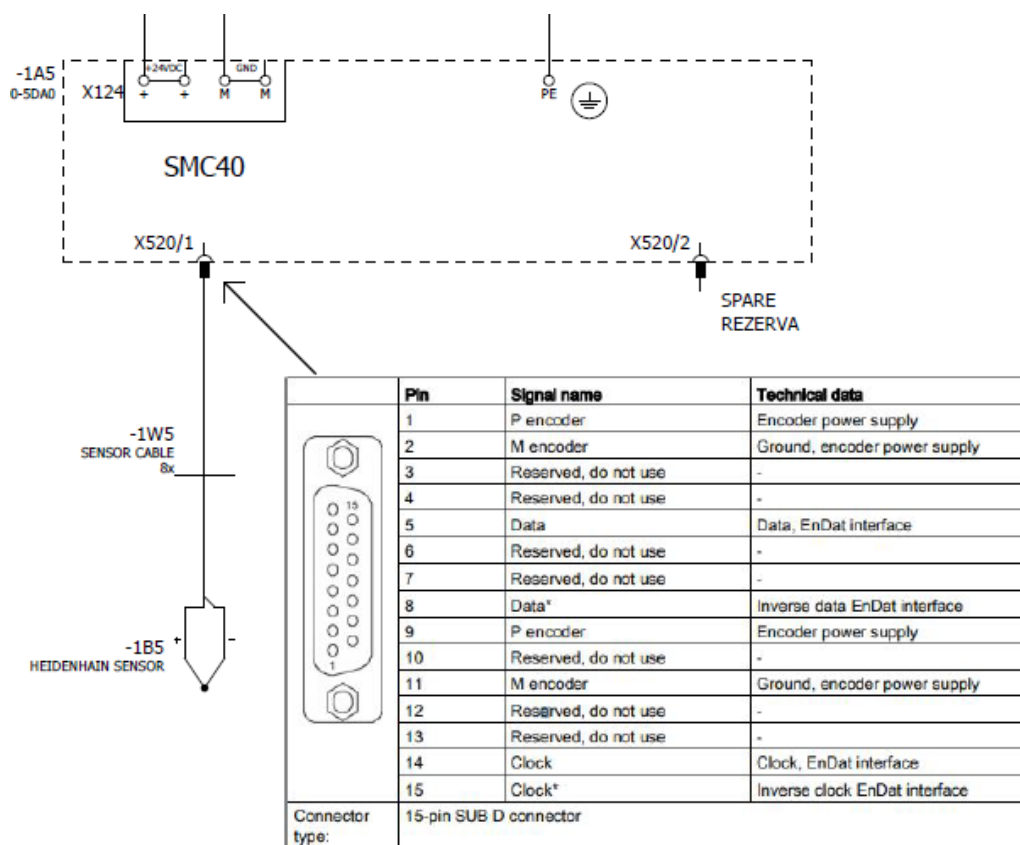 +24VDC GND
-1A5
0-5DA0
X124 + + M M PE
SMC40
X520/1 X520/2
SPARE
REZERVA
-1W5
SENSOR CABLE
8x
-1B5
HEIDENHAIN SENSOR
+ -
15
1
Pin Signal name Technical data
1 P encoder Encoder power supply
2 M encoder Ground, encoder power supply
3 Reserved, do not use -
4 Reserved, do not use -
5 Data Data, EnDat interface
6 Reserved, do not use -
7 Reserved, do not use -
8 Data* Inverse data EnDat interface
9 P encoder Encoder power supply
10 Reserved, do not use -
11 M encoder Ground, encoder power supply
12 Reserved, do not use -
13 Reserved, do not use -
14 Clock Clock, EnDat interface
15 Clock* Inverse clock EnDat interface
Connector 15-pin SUB D connector
type: